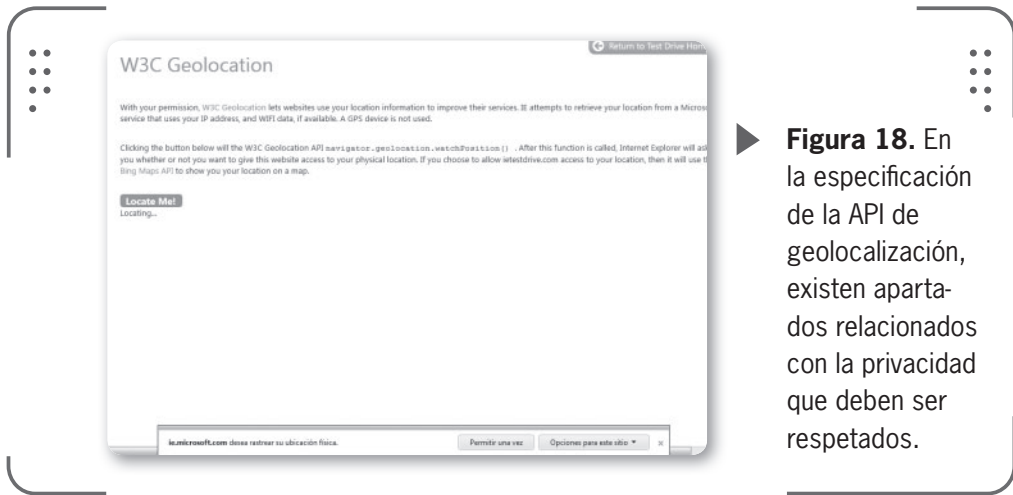 Return to Test Drive Hom
W3C Geolocation
With your permission, W3C Geolocation lets websites use your location information to improve their services. IE attempts to retrieve your location from a Micros
service that uses your IP address, and WIFI data, if available. A GPS device is not used.
Clicking the button below will the W3C Geolocation API navigator.geolocation.watchPosition() . After this function is called, Internet Explorer will as
you whether or not you want to give this website access to your physical location. If you choose to allow ietestdrive.com access to your location, then it will use t
Bing Maps API to show you your location on a map.
Locate Me!
Locating...
ie.microsoft.com desea rastrear su ubicación física.
Permitir una vez
Opciones para este sitio
Figura 18. En
la especificación
de la API de
geolocalización,
existen aparta-
dos relacionados
con la privacidad
que deben ser
respetados.